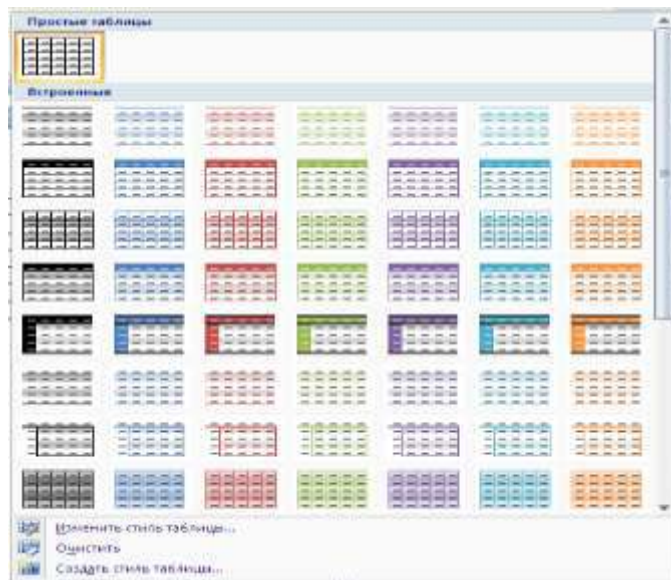 Простые таблицы
Встроенные
Изменить стиль таблицы...
Очистить
Создать стиль таблицы...